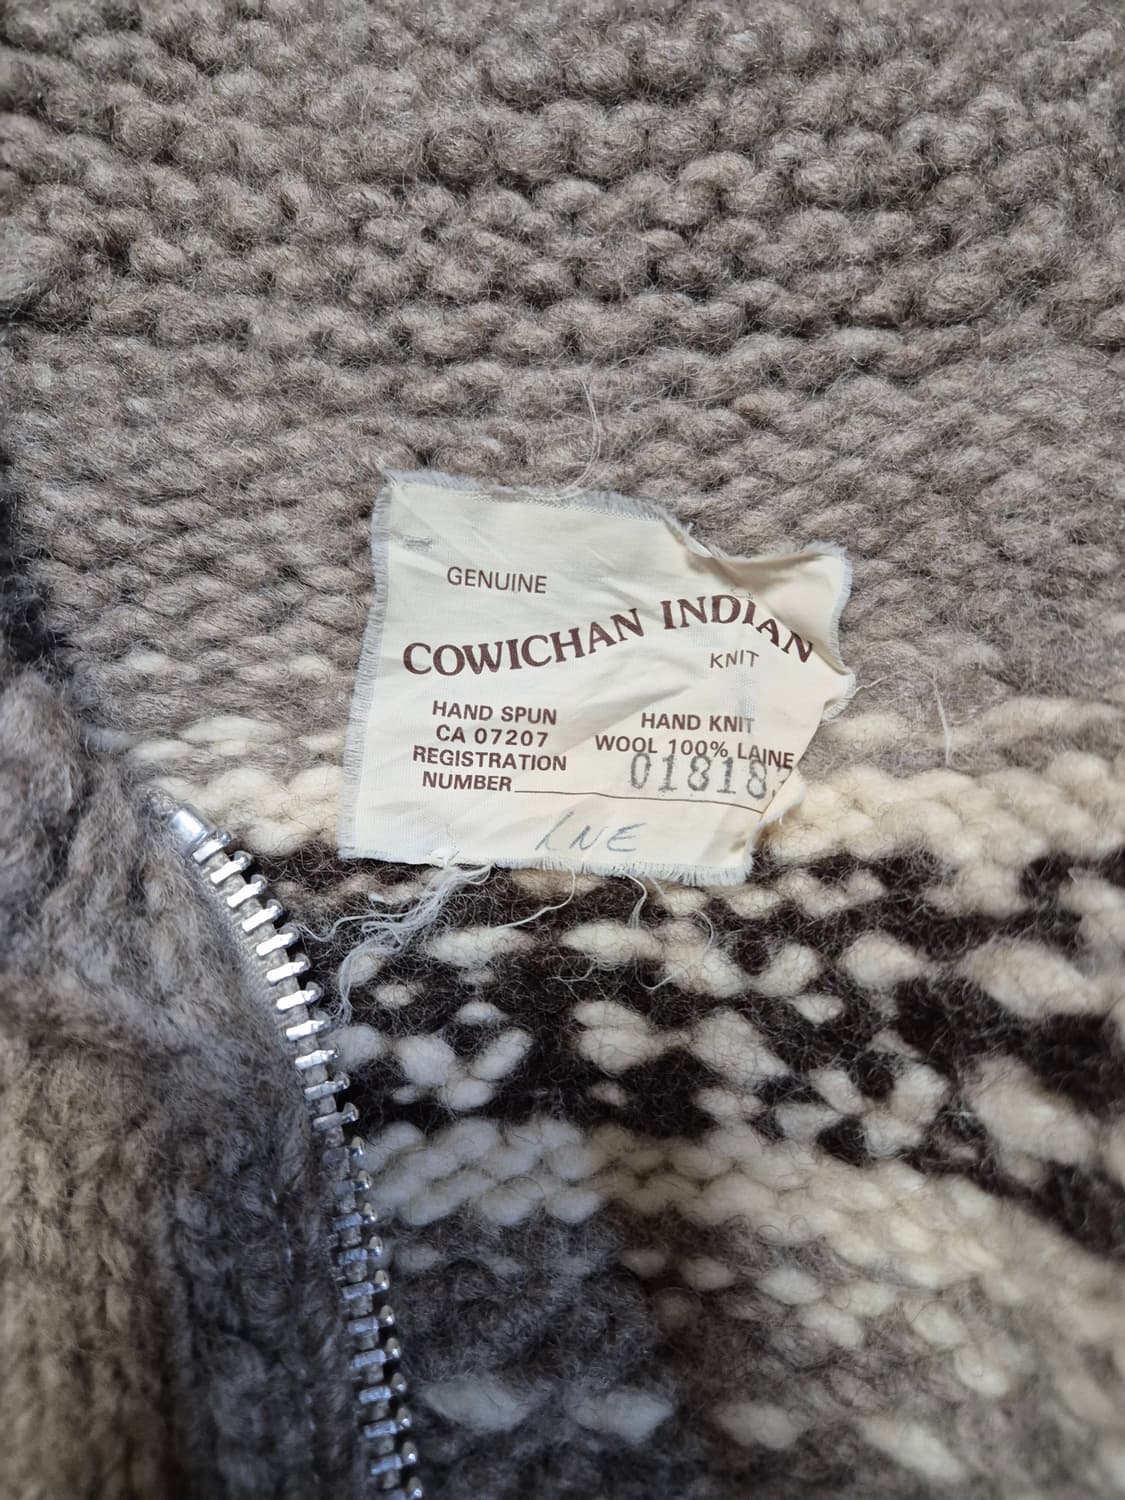 GENUINE
COWICHAN INDIAN
KNIT
HAND SPUN
CA 07207
REGISTRATION
NUMBER
HAND KNIT
WOOL 100% LAINE
LNE